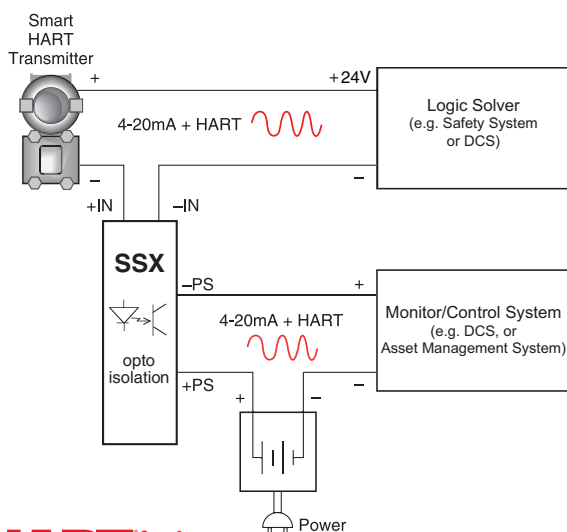 Smart
HART
Transmitter
+
+24V
Logic Solver
(e.g. Safety System
or DCS)
4-20mA + HART
–
–
+IN
–IN
SSX
–PS
+
Monitor/Control System
(e.g. DCS, or
Asset Management System)
4-20mA + HART
opto
isolation
+PS
–
+
–
Power